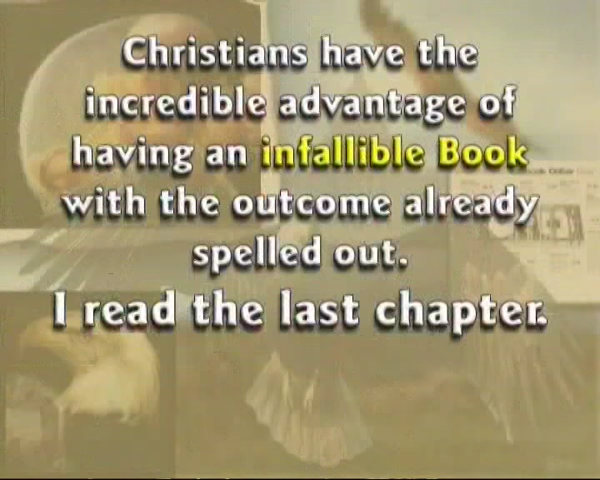 Christians have the
incredible advantage of
having an infallible Book
with the outcome already
spelled out.
I read the last chapter.